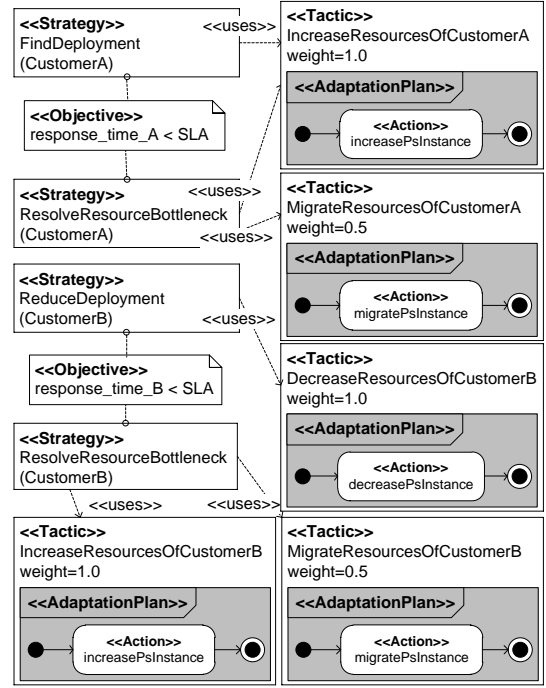 <<Strategy>>
FindDeployment
(CustomerA)
<<uses>>
<<Tactic>>
IncreaseResourcesOfCustomerA
weight=1.0
<<AdaptationPlan>>
<<Action>>
increasePsInstance
<<Objective>>
response_time_A < SLA
<<Strategy>>
ResolveResourceBottleneck
(CustomerA)
<<uses>>
<<uses>>
<<Tactic>>
MigrateResourcesOfCustomerA
weight=0.5
<<AdaptationPlan>>
<<Action>>
migratePsInstance
<<Strategy>>
ReduceDeployment
(CustomerB)
<<uses>>
<<Tactic>>
DecreaseResourcesOfCustomerB
weight=1.0
<<AdaptationPlan>>
<<Action>>
decreasePsInstance
<<Objective>>
response_time_B < SLA
<<Strategy>>
ResolveResourceBottleneck
(CustomerB)
<<uses>>
<<uses>>
<<Tactic>>
IncreaseResourcesOfCustomerB
weight=1.0
<<AdaptationPlan>>
<<Action>>
increasePsInstance
<<Tactic>>
MigrateResourcesOfCustomerB
weight=0.5
<<AdaptationPlan>>
<<Action>>
migratePsInstance